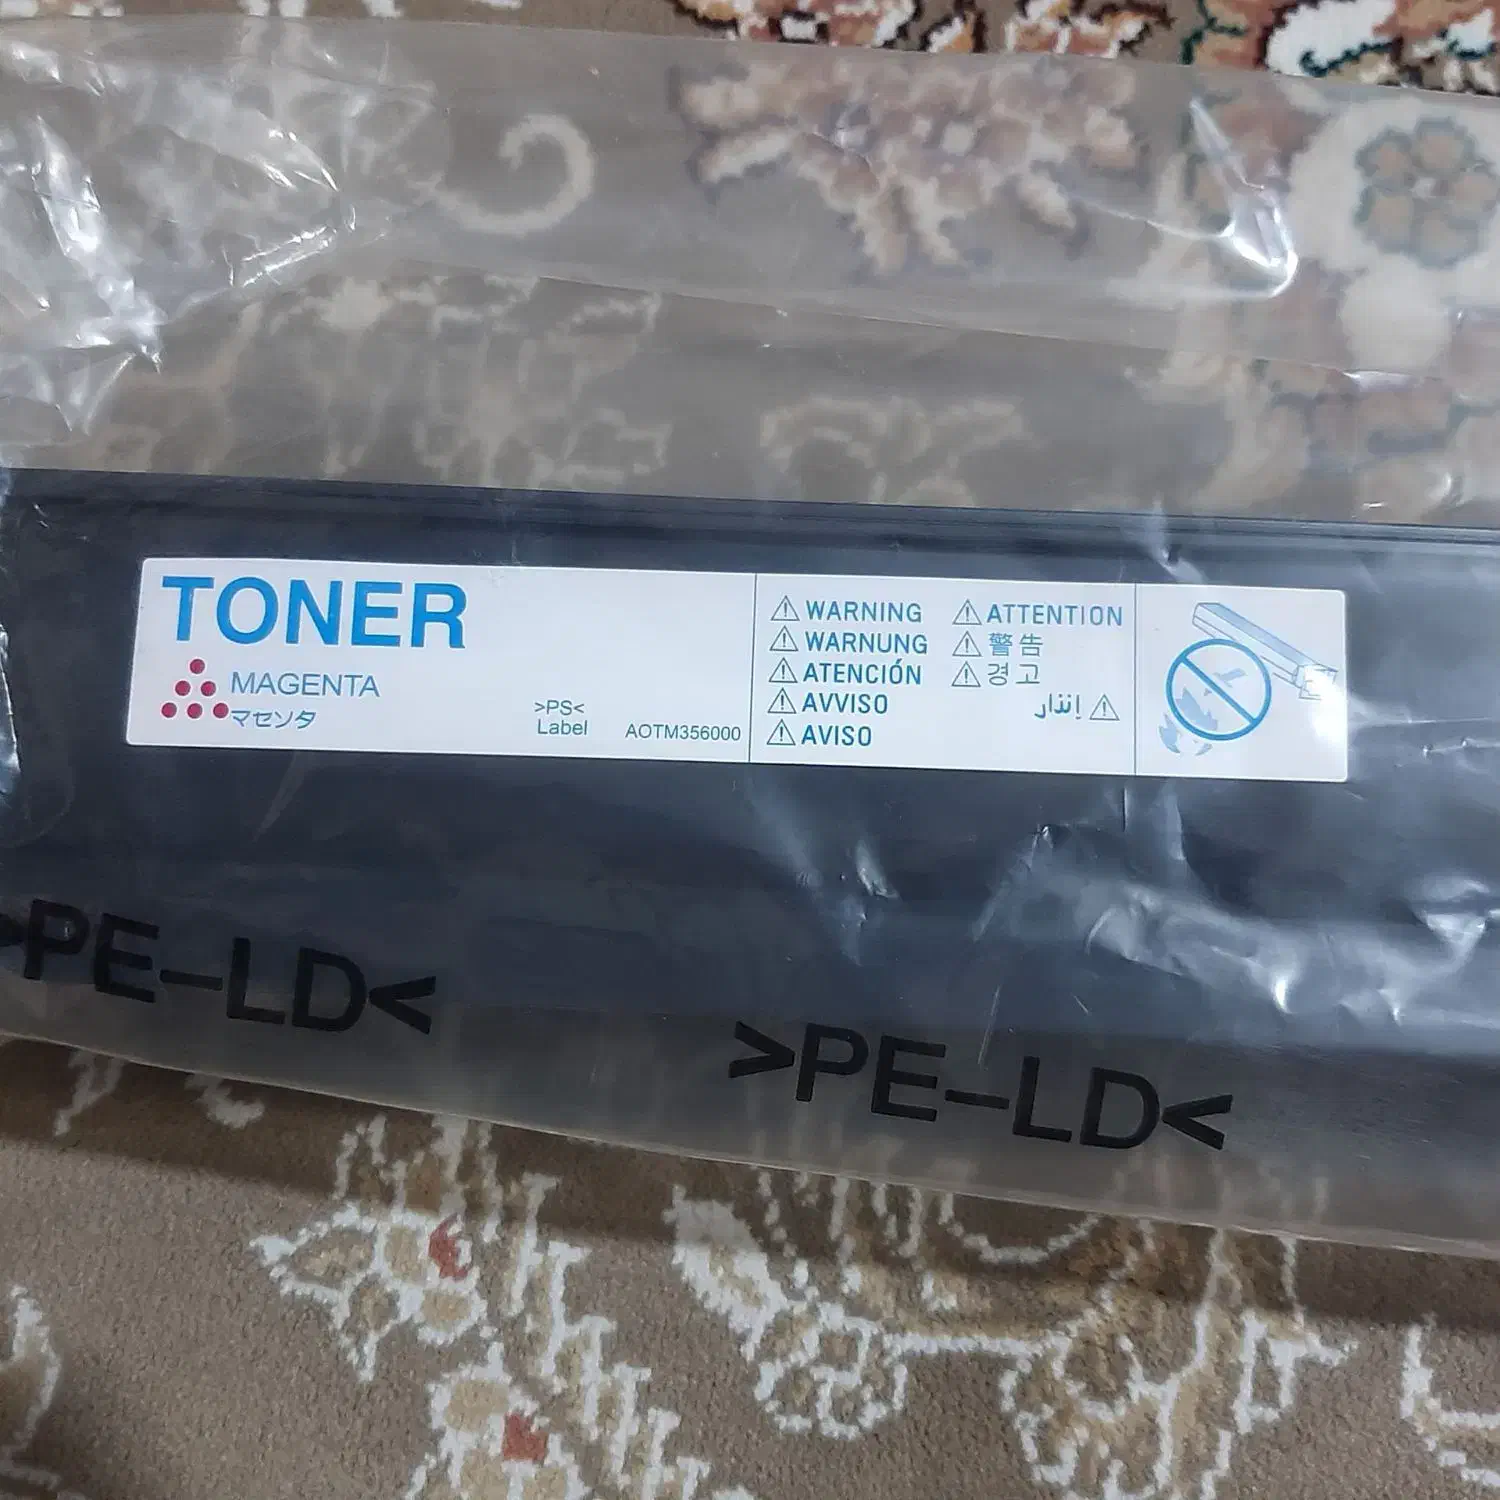 TONER
MAGENTA
マセンタ
>PS<
Label
AOTM356000
⚠ WARNING
⚠ WARNUNG
⚠ ATENCIÓN
⚠ AVVISO
⚠ AVISO
⚠ ATTENTION
⚠ 警告
⚠ 경고
⚠ إنذار
>PE-LD<
>PE-LD<